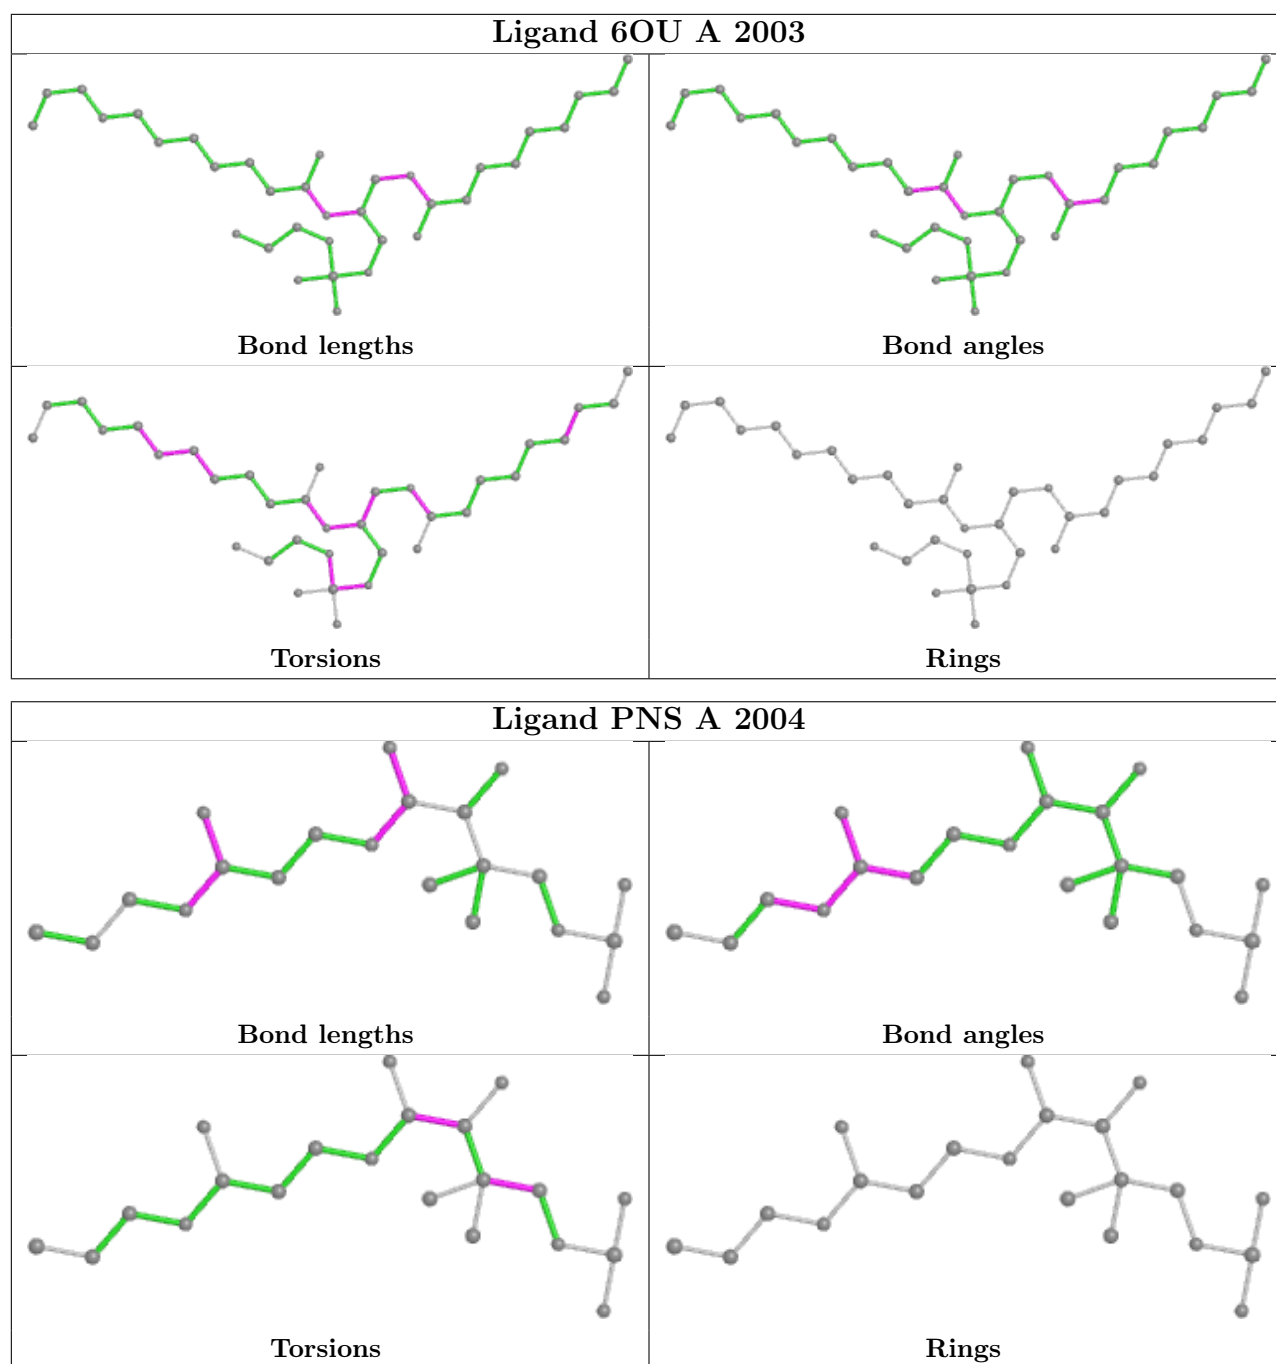 Ligand 6OU A 2003
Bond lengths
Bond angles
Torsions
Rings
Ligand PNS A 2004
Bond lengths
Bond angles
Torsions
Rings